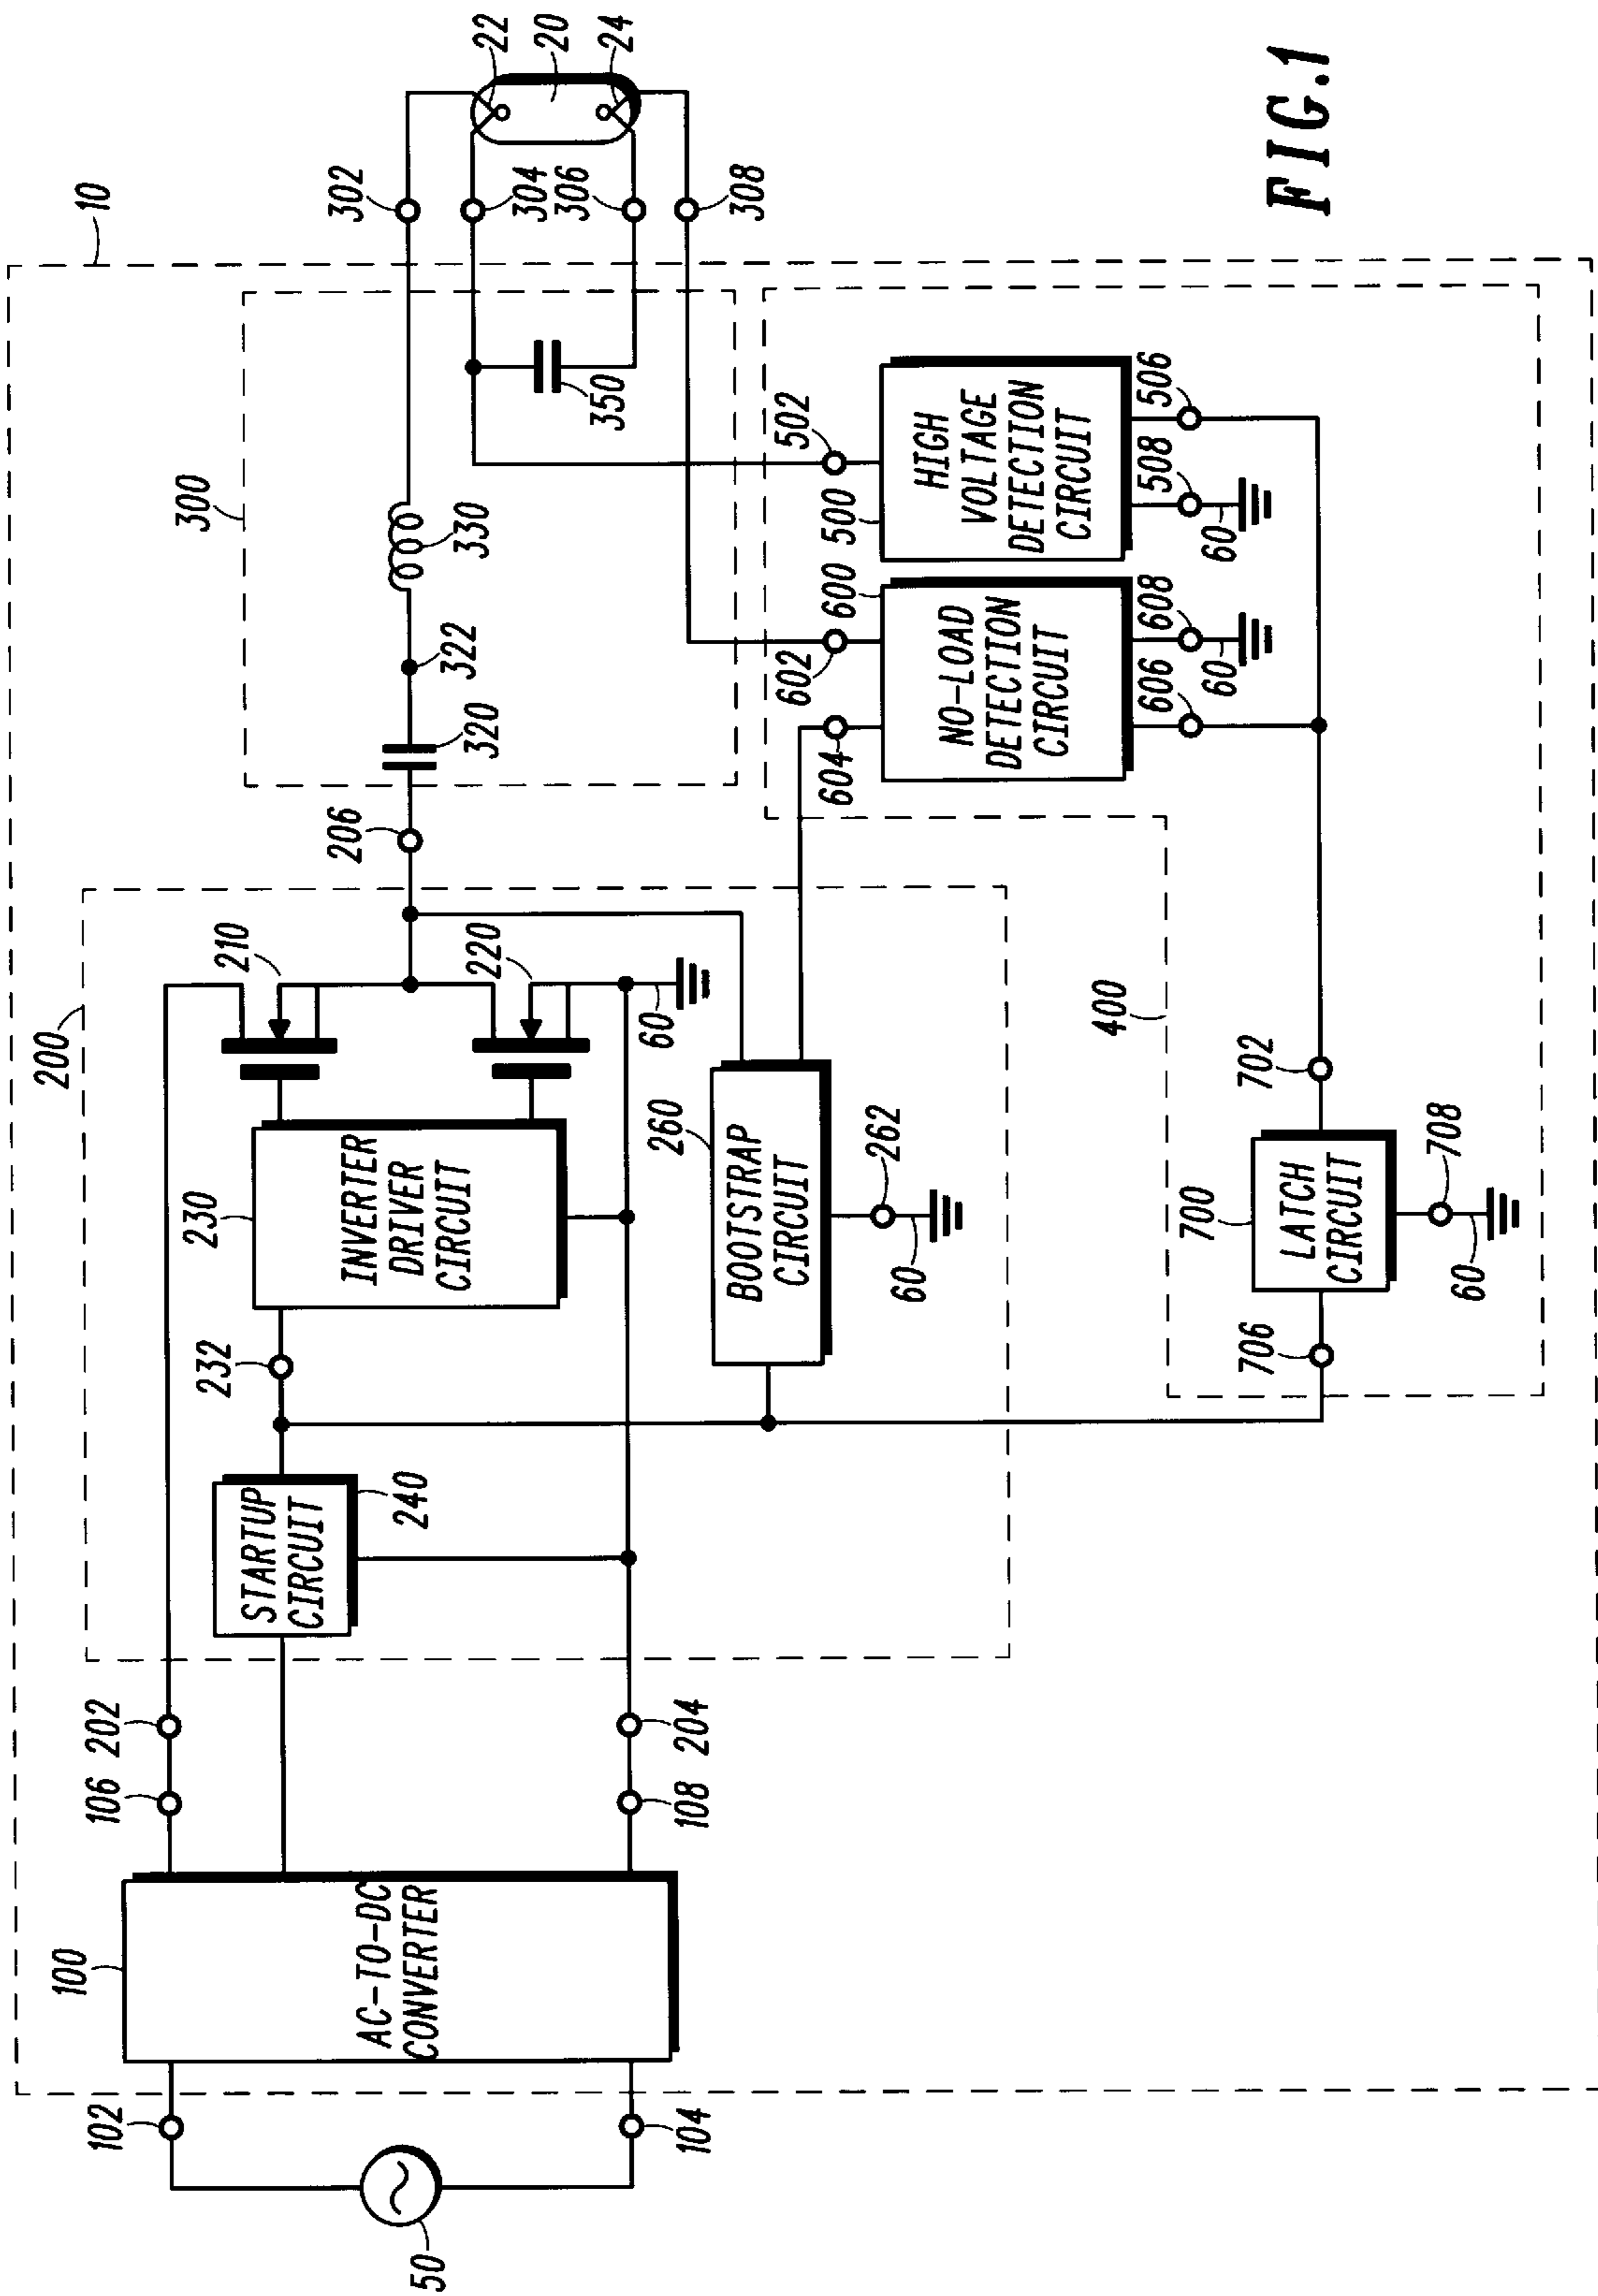 10
302
22
300
304
20
306
24
308
330
322
350
320
206
502
HIGH
VOLTAGE
DETECTION
CIRCUIT
500
506
508
60
600
NO-LOAD
DETECTION
CIRCUIT
602
604
606
608
60
200
210
220
60
230
INVERTER
DRIVER
CIRCUIT
232
STARTUP
CIRCUIT
240
260
BOOTSTRAP
CIRCUIT
262
60
400
702
700
LATCH
CIRCUIT
706
708
60
106
202
108
204
100
AC-TO-DC
CONVERTER
102
104
50
FIG.1